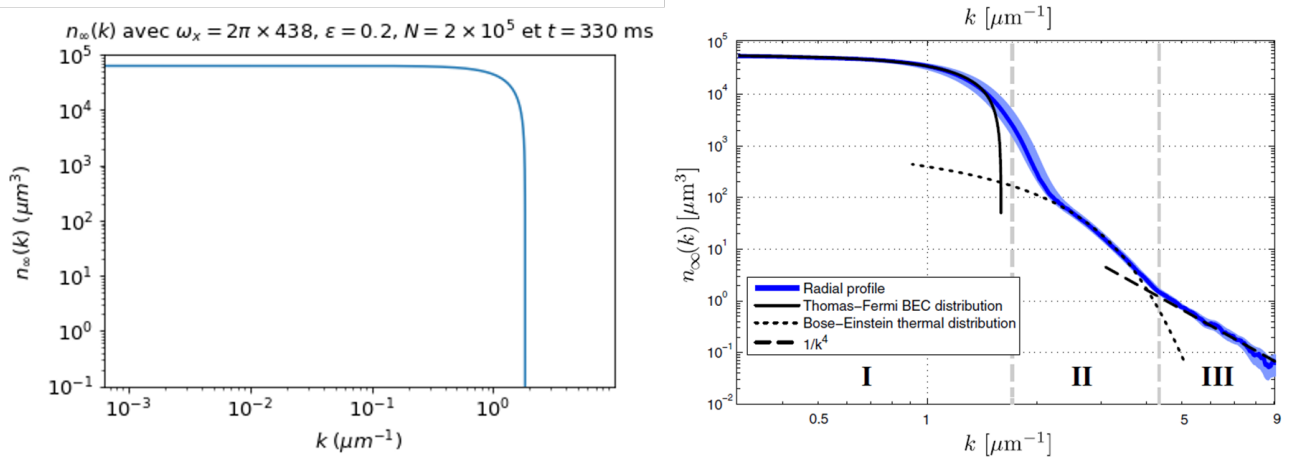 n∞(k) avec ωx = 2π × 438, ε = 0.2, N = 2 × 10⁵ et t = 330 ms
10⁵
10⁴
10³
10²
10¹
10⁰
10⁻¹
n∞(k) (μm³)
10⁻³
10⁻²
10⁻¹
10⁰
k (μm⁻¹)
k [μm⁻¹]
10⁵
10⁴
10³
10²
10¹
10⁰
10⁻¹
10⁻²
n∞(k) [μm³]
Radial profile
Thomas−Fermi BEC distribution
Bose−Einstein thermal distribution
1/k⁴
I
II
III
0.5
1
5
9
k [μm⁻¹]